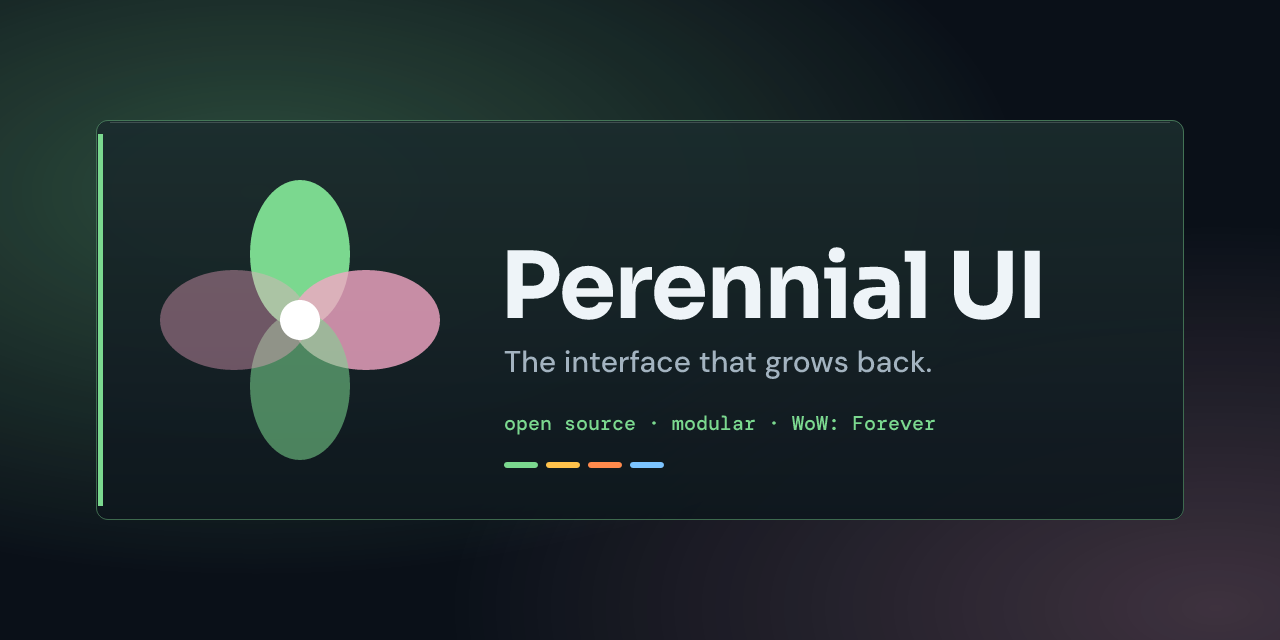 Perennial UI
The interface that grows back.
open source · modular · WoW: Forever